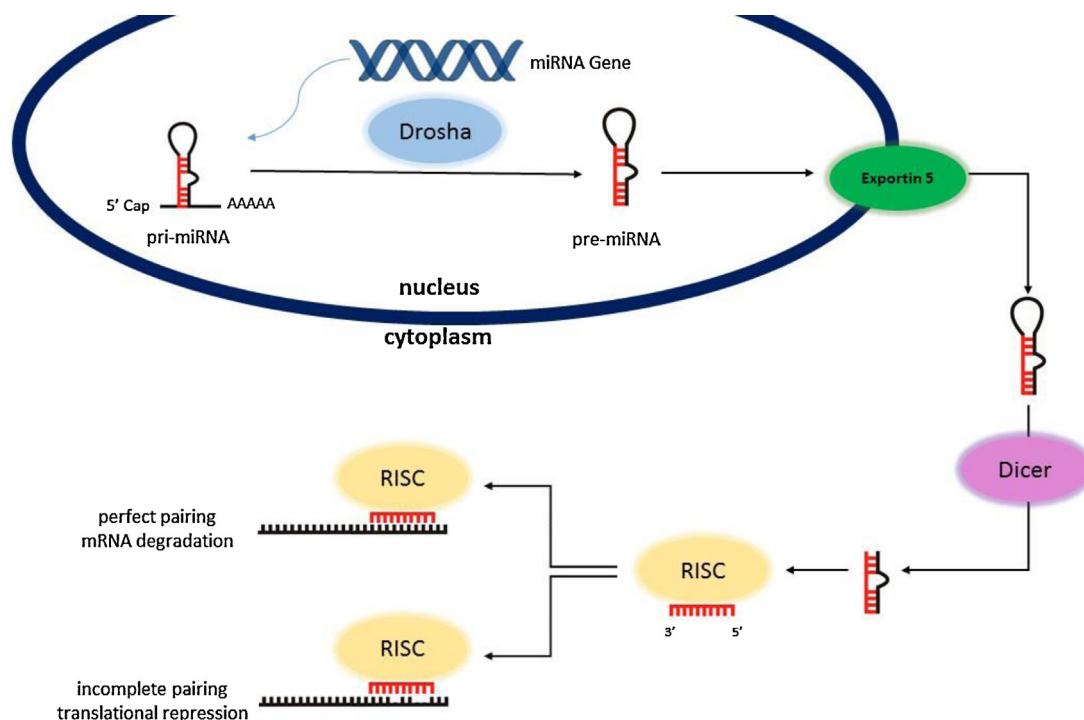 miRNA Gene
Drosha
5' Cap
AAAAA
pri-miRNA
pre-miRNA
Exportin 5
nucleus
cytoplasm
Dicer
RISC
perfect pairing
mRNA degradation
RISC
3'
5'
RISC
incomplete pairing
translational repression